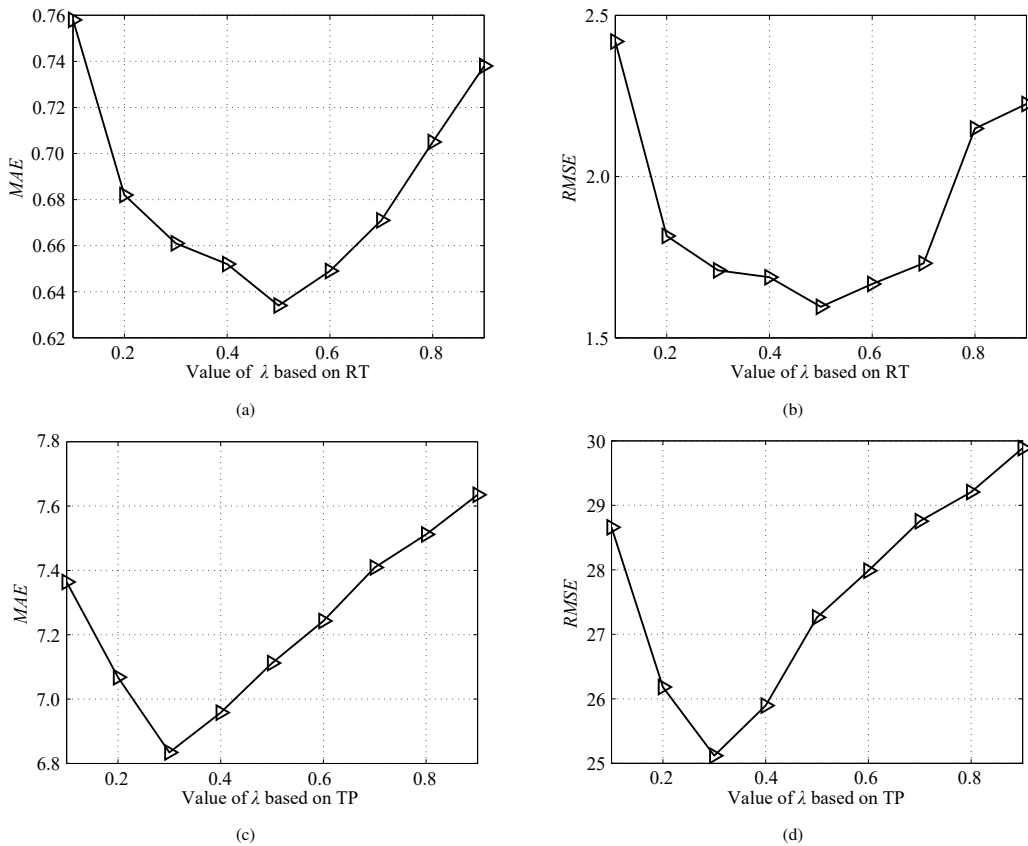 0.76
0.74
0.72
0.70
0.68
0.66
0.64
0.62
MAE
0.2 0.4 0.6 0.8
Value of λ based on RT
(a)
2.5
2.0
1.5
RMSE
0.2 0.4 0.6 0.8
Value of λ based on RT
(b)
7.8
7.6
7.4
7.2
7.0
6.8
MAE
0.2 0.4 0.6 0.8
Value of λ based on TP
(c)
30
29
28
27
26
25
RMSE
0.2 0.4 0.6 0.8
Value of λ based on TP
(d)